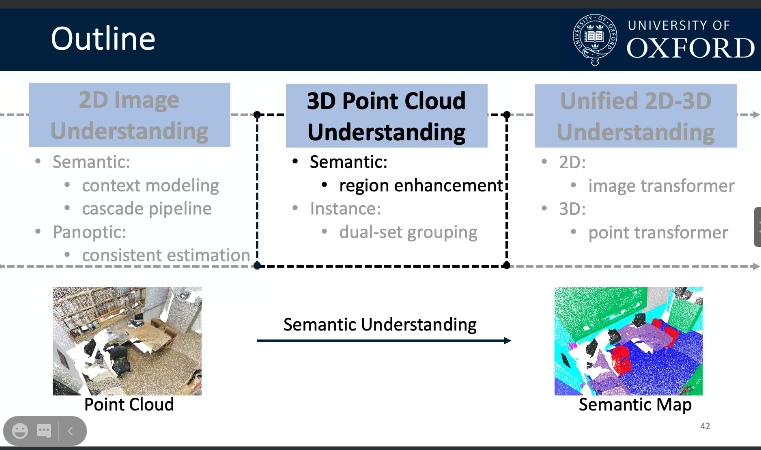 Outline
UNIVERSITY OF
OXFORD
2D Image
Understanding
• Semantic:
• context modeling
• cascade pipeline
• Panoptic:
• consistent estimation
3D Point Cloud
Understanding
• Semantic:
• region enhancement
• Instance:
• dual-set grouping
Unified 2D-3D
Understanding
• 2D:
• image transformer
• 3D:
• point transformer
Semantic Understanding
Point Cloud
Semantic Map
42